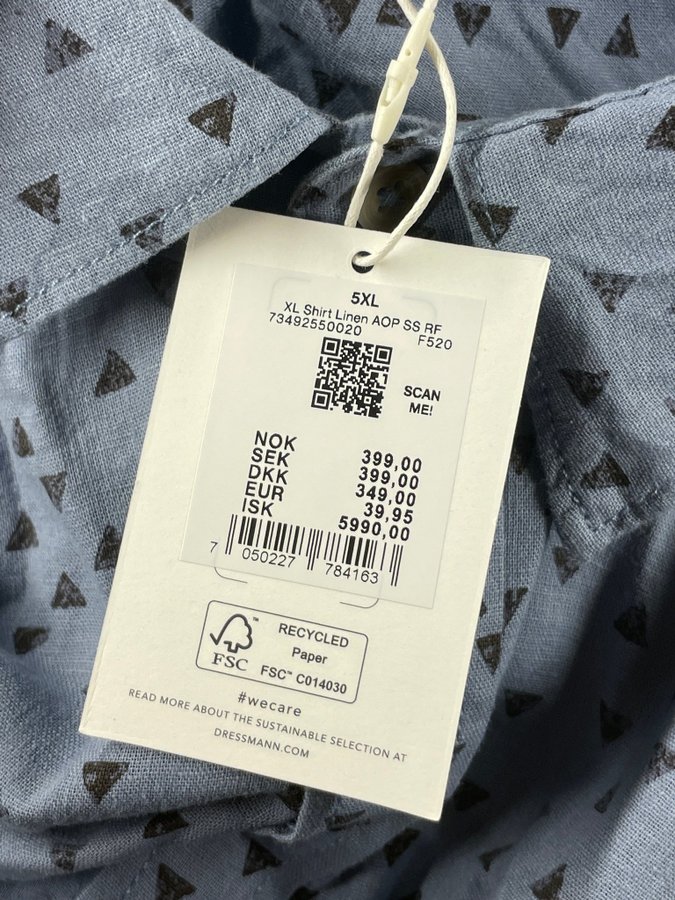 5XL
XL Shirt Linen AOP SS RF
73492550020 F520
SCAN
ME!
NOK 399,00
SEK 399,00
DKK 349,00
EUR 39,95
ISK 5990,00
7 050227 784163
FSC™
RECYCLED
Paper
FSC™ C014030
#wecare
READ MORE ABOUT THE SUSTAINABLE SELECTION AT
DRESSMANN.COM